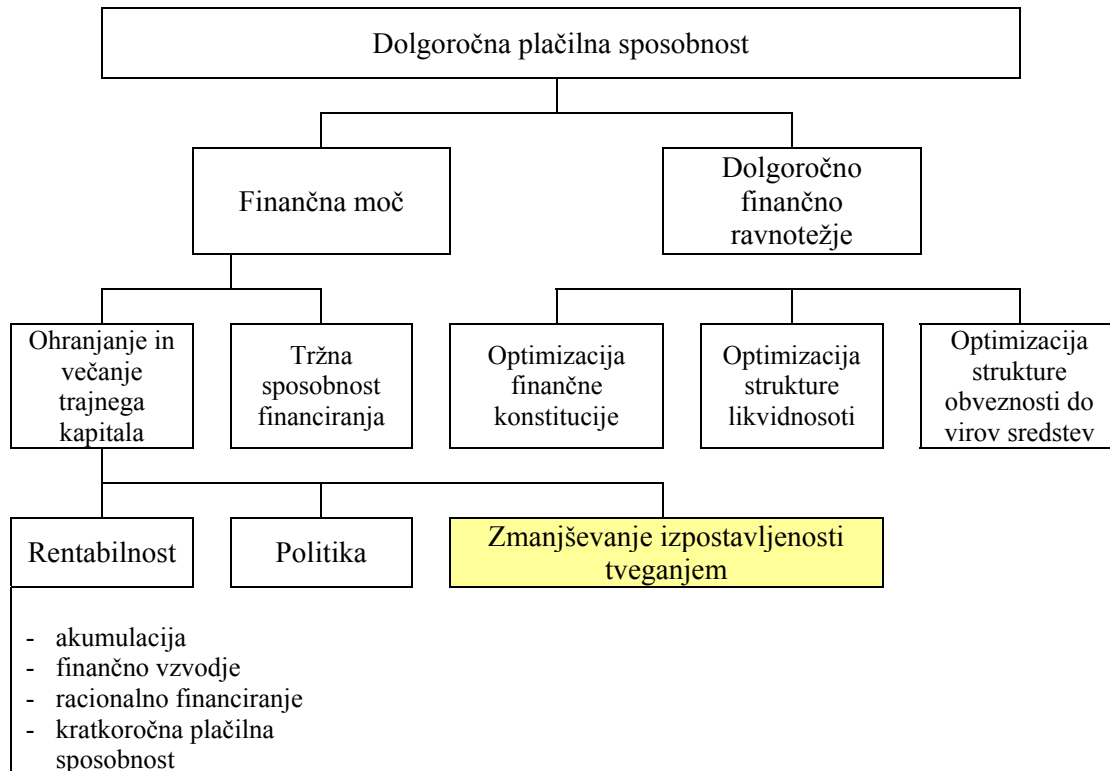 Dolgoročna plačilna sposobnost
Finančna moč
Dolgoročno
finančno
ravnotežje
Ohranjanje in
večanje
trajnega
kapitala
Tržna
sposobnost
financiranja
Optimizacija
finančne
konstitucije
Optimizacija
strukture
likvidnosoti
Optimizacija
strukture
obveznosti do
virov sredstev
Rentabilnost
Politika
Zmanjševanje izpostavljenosti
tveganjem
- akumulacija
- finančno vzvodje
- racionalno financiranje
- kratkoročna plačilna
sposobnost